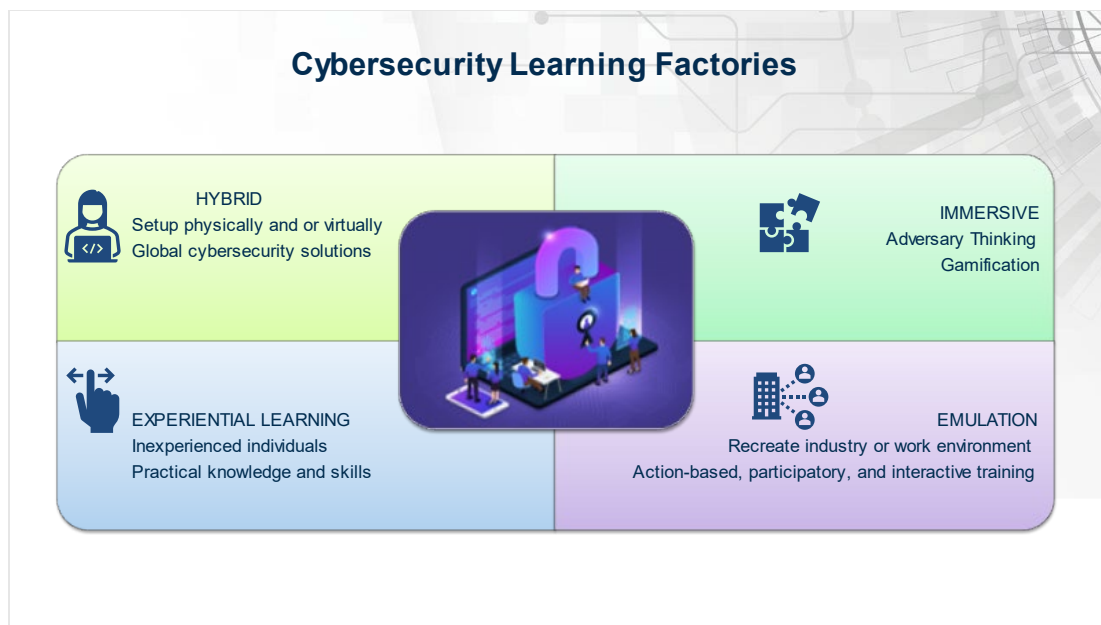 Cybersecurity Learning Factories
HYBRID
Setup physically and or virtually
Global cybersecurity solutions
IMMERSIVE
Adversary Thinking
Gamification
EXPERIENTIAL LEARNING
Inexperienced individuals
Practical knowledge and skills
EMULATION
Recreate industry or work environment
Action-based, participatory, and interactive training